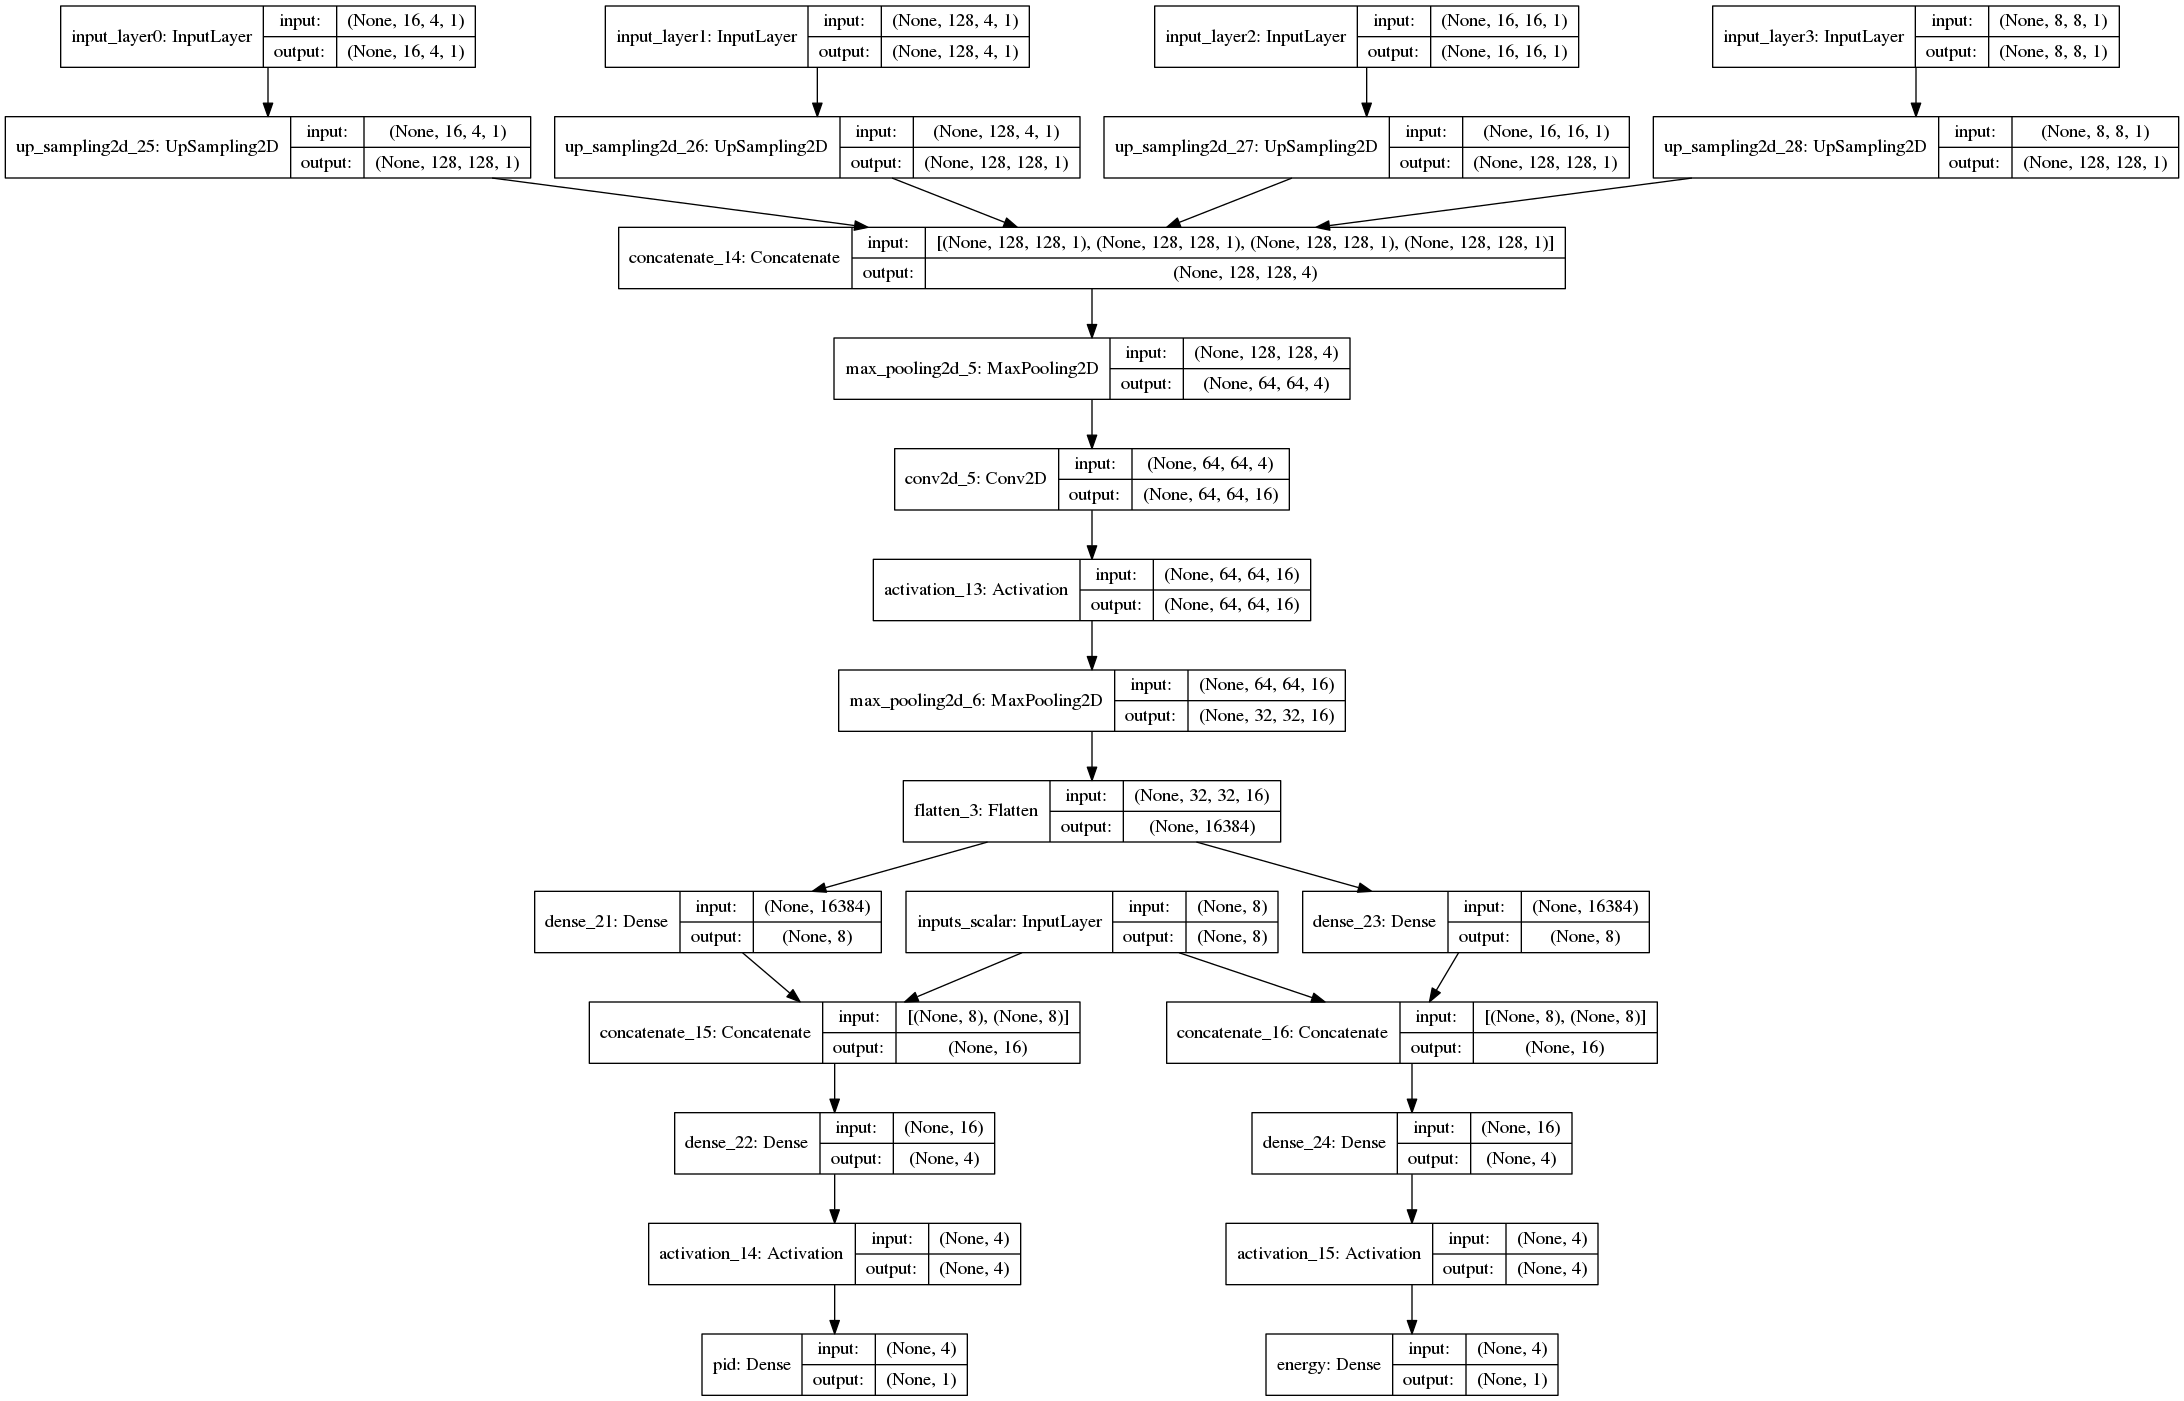 input_layer0: InputLayer input: (None, 16, 4, 1)
output: (None, 16, 4, 1)
input_layer1: InputLayer input: (None, 128, 4, 1)
output: (None, 128, 4, 1)
input_layer2: InputLayer input: (None, 16, 16, 1)
output: (None, 16, 16, 1)
input_layer3: InputLayer input: (None, 8, 8, 1)
output: (None, 8, 8, 1)
up_sampling2d_25: UpSampling2D input: (None, 16, 4, 1)
output: (None, 128, 128, 1)
up_sampling2d_26: UpSampling2D input: (None, 128, 4, 1)
output: (None, 128, 128, 1)
up_sampling2d_27: UpSampling2D input: (None, 16, 16, 1)
output: (None, 128, 128, 1)
up_sampling2d_28: UpSampling2D input: (None, 8, 8, 1)
output: (None, 128, 128, 1)
concatenate_14: Concatenate input: [(None, 128, 128, 1), (None, 128, 128, 1), (None, 128, 128, 1), (None, 128, 128, 1)]
output: (None, 128, 128, 4)
max_pooling2d_5: MaxPooling2D input: (None, 128, 128, 4)
output: (None, 64, 64, 4)
conv2d_5: Conv2D input: (None, 64, 64, 4)
output: (None, 64, 64, 16)
activation_13: Activation input: (None, 64, 64, 16)
output: (None, 64, 64, 16)
max_pooling2d_6: MaxPooling2D input: (None, 64, 64, 16)
output: (None, 32, 32, 16)
flatten_3: Flatten input: (None, 32, 32, 16)
output: (None, 16384)
dense_21: Dense input: (None, 16384)
output: (None, 8)
inputs_scalar: InputLayer input: (None, 8)
output: (None, 8)
dense_23: Dense input: (None, 16384)
output: (None, 8)
concatenate_15: Concatenate input: [(None, 8), (None, 8)]
output: (None, 16)
concatenate_16: Concatenate input: [(None, 8), (None, 8)]
output: (None, 16)
dense_22: Dense input: (None, 16)
output: (None, 4)
dense_24: Dense input: (None, 16)
output: (None, 4)
activation_14: Activation input: (None, 4)
output: (None, 4)
activation_15: Activation input: (None, 4)
output: (None, 4)
pid: Dense input: (None, 4)
output: (None, 1)
energy: Dense input: (None, 4)
output: (None, 1)